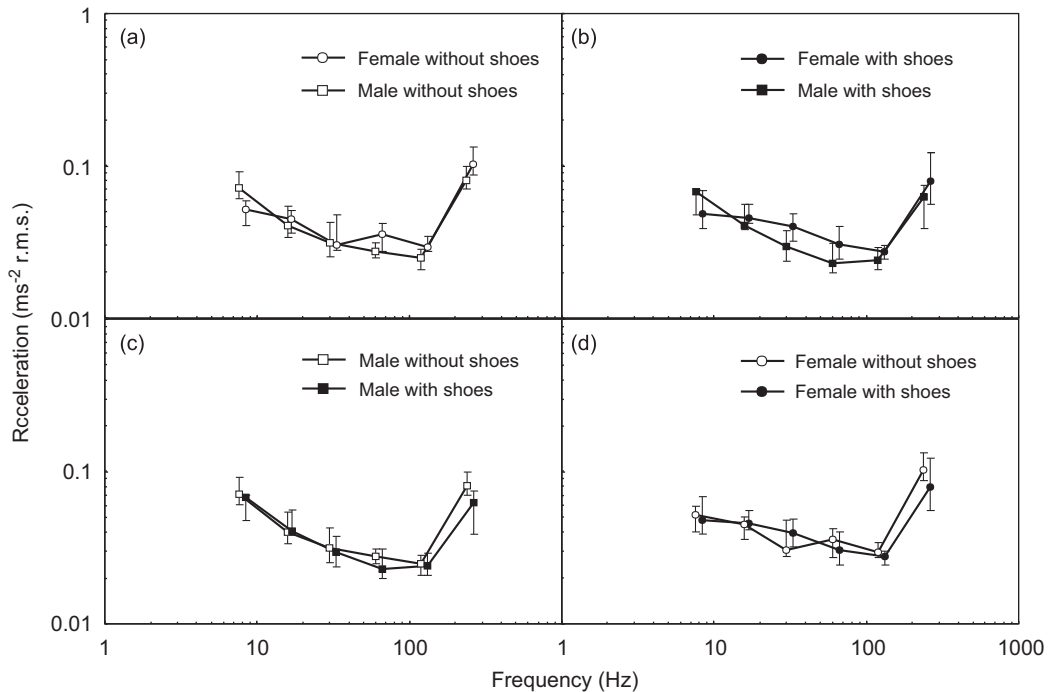 1
(a)
Female without shoes
Male without shoes
(b)
Female with shoes
Male with shoes
0.1
0.01
(c)
Male without shoes
Male with shoes
(d)
Female without shoes
Female with shoes
0.1
0.01
1 10 100 1 10 100 1000
Rcceleration (ms-2 r.m.s.)
Frequency (Hz)